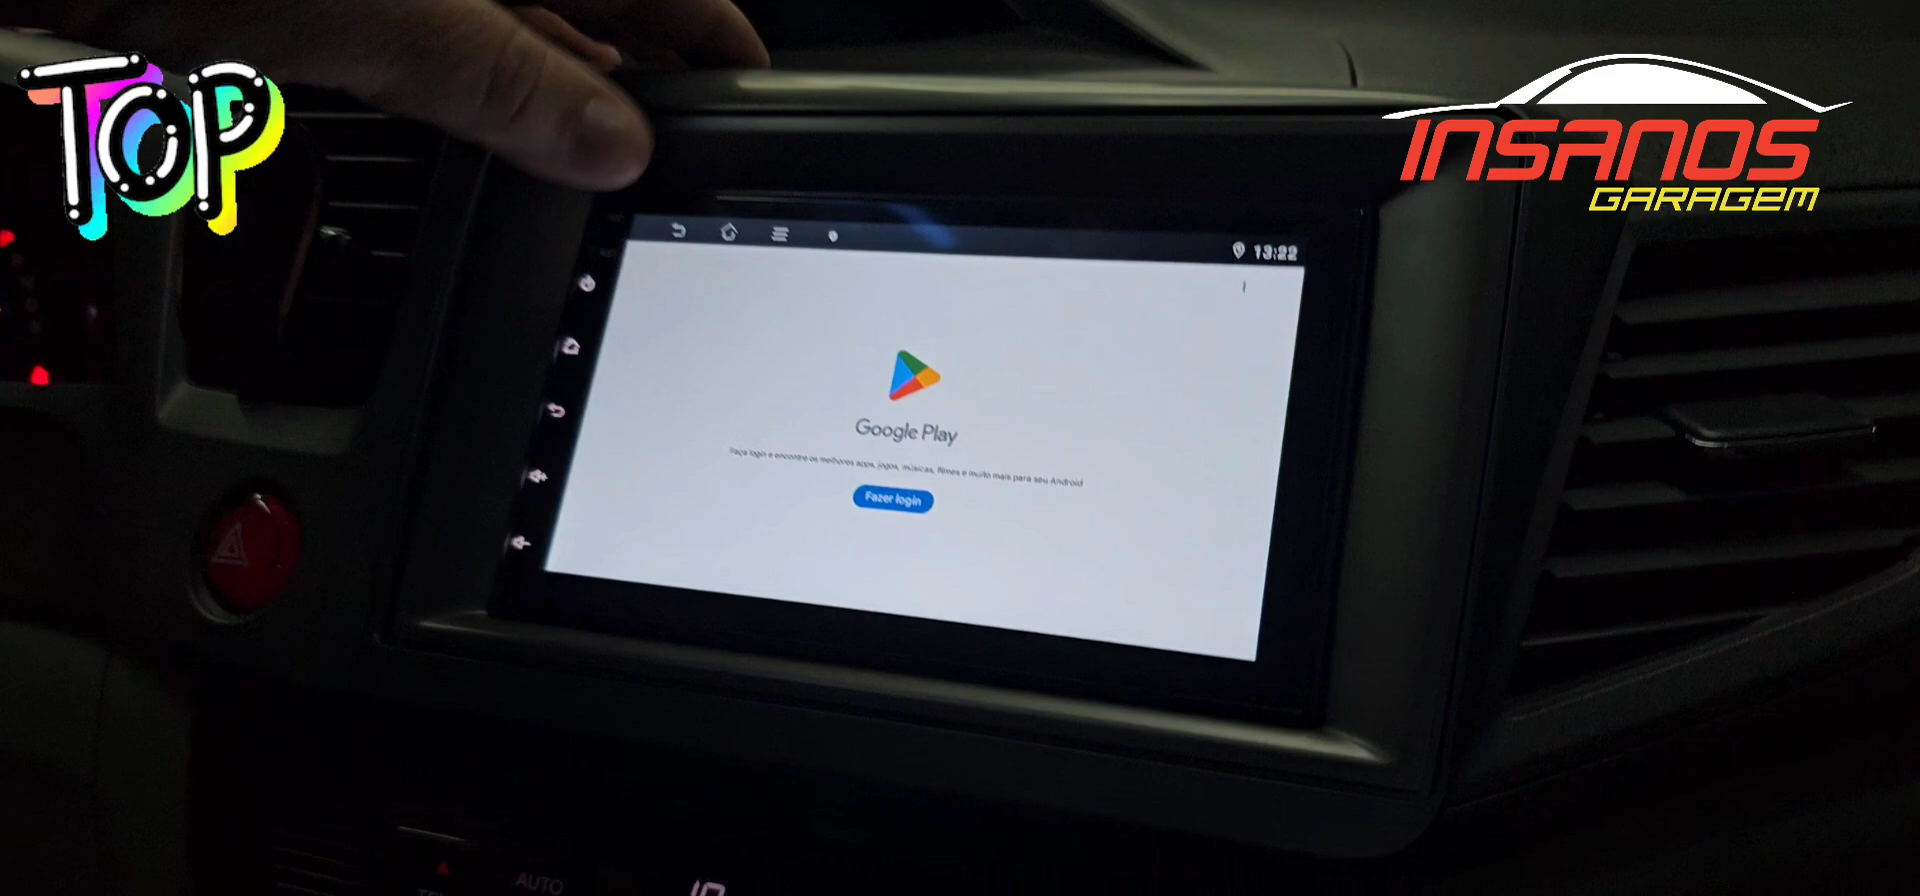 TOP
INSANOS
GARAGEM
13:22
Google Play
Faça login e encontre os melhores apps, jogos, músicas, filmes e muito mais para seu Android
Fazer login
AUTO